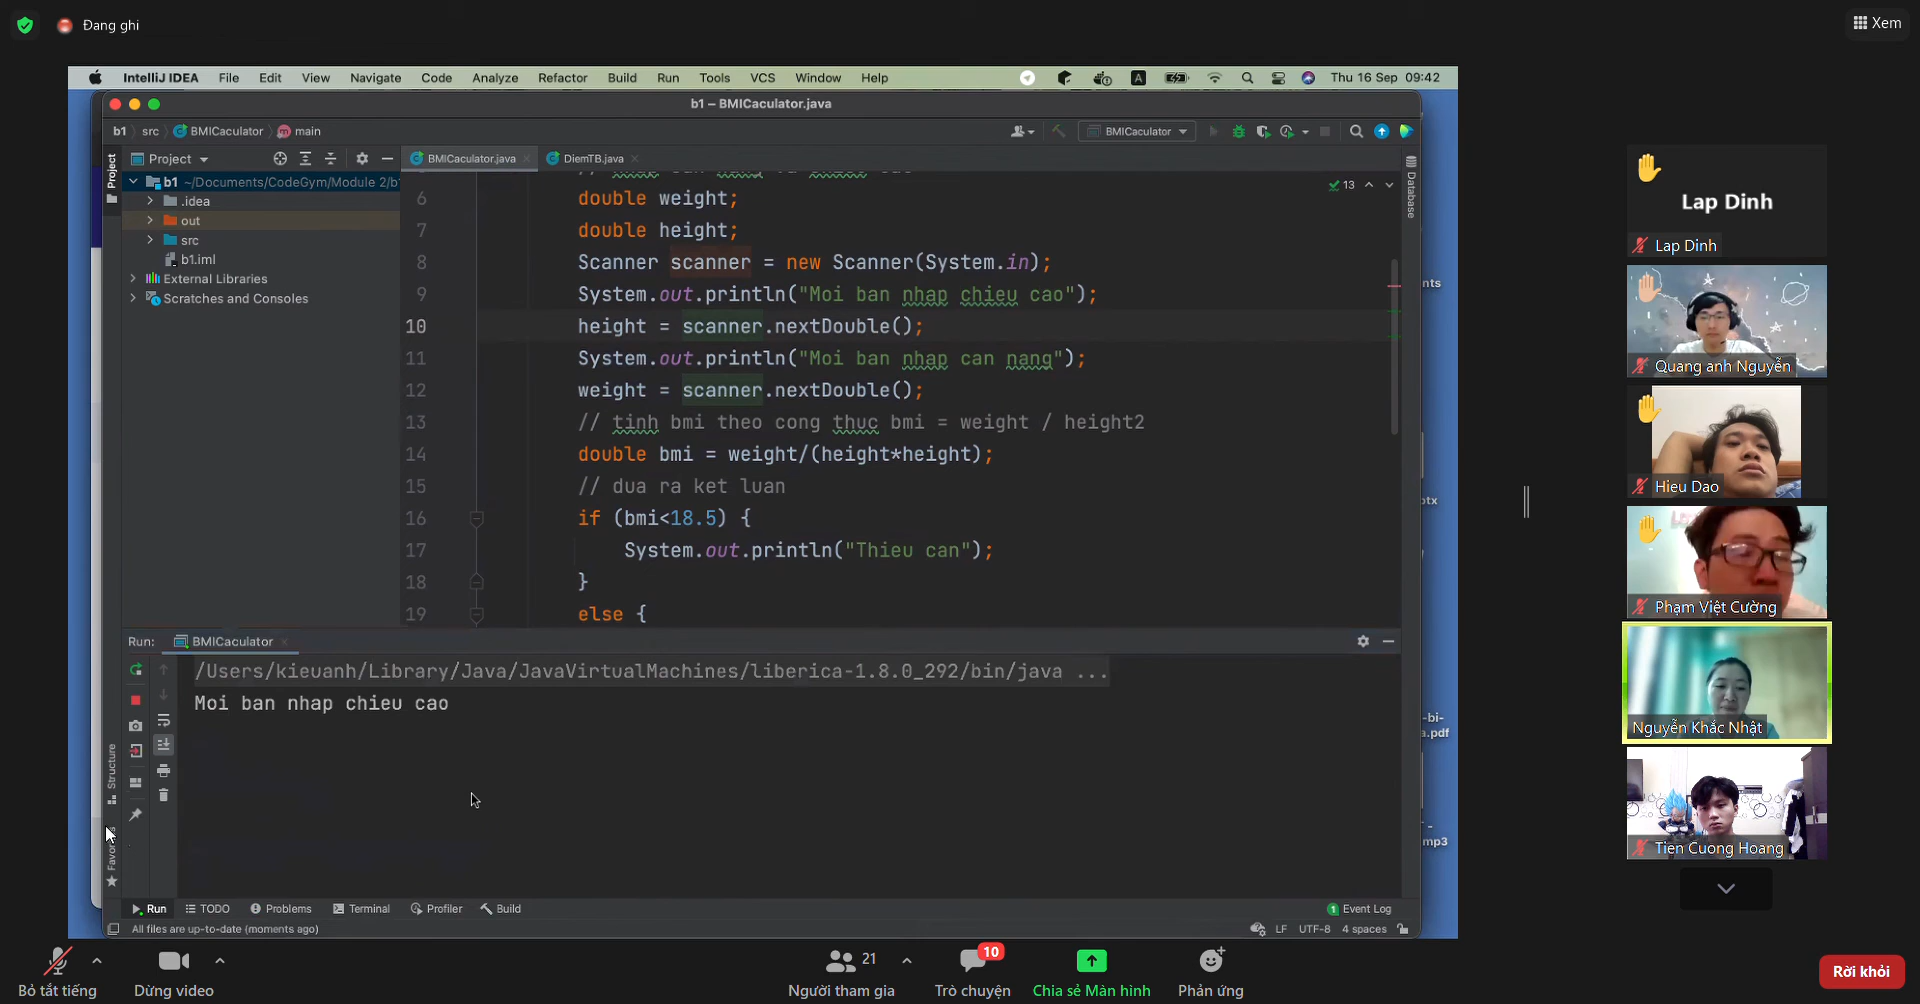 Đang ghi
Xem
IntelliJ IDEA File Edit View Navigate Code Analyze Refactor Build Run Tools VCS Window Help
A
Thu 16 Sep 09:42
b1 – BMICaculator.java
b1 src BMICaculator main
BMICaculator
Project
Project
BMICaculator.java
DiemTB.java
b1 ~/Documents/CodeGym/Module 2/b1
.idea
out
src
b1.iml
External Libraries
Scratches and Consoles
13
Database
6 double weight;
7 double height;
8 Scanner scanner = new Scanner(System.in);
9 System.out.println("Moi ban nhap chieu cao");
10 height = scanner.nextDouble();
11 System.out.println("Moi ban nhap can nang");
12 weight = scanner.nextDouble();
13 // tinh bmi theo cong thuc bmi = weight / height2
14 double bmi = weight/(height*height);
15 // dua ra ket luan
16 if (bmi<18.5) {
17 System.out.println("Thieu can");
18 }
19 else {
Run: BMICaculator
/Users/kieuanh/Library/Java/JavaVirtualMachines/liberica-1.8.0_292/bin/java ...
Moi ban nhap chieu cao
Structure
Run TODO Problems Terminal Profiler Build
1 Event Log
All files are up-to-date (moments ago)
LF UTF-8 4 spaces
-bi-
a.pdf
mp3
Lap Dinh
Lap Dinh
Quang anh Nguyễn
Hieu Dao
Phạm Việt Cường
Nguyễn Khắc Nhật
Tien Cuong Hoang
Bỏ tắt tiếng
Dừng video
21
Người tham gia
10
Trò chuyện
Chia sẻ Màn hình
Phản ứng
Rời khỏi